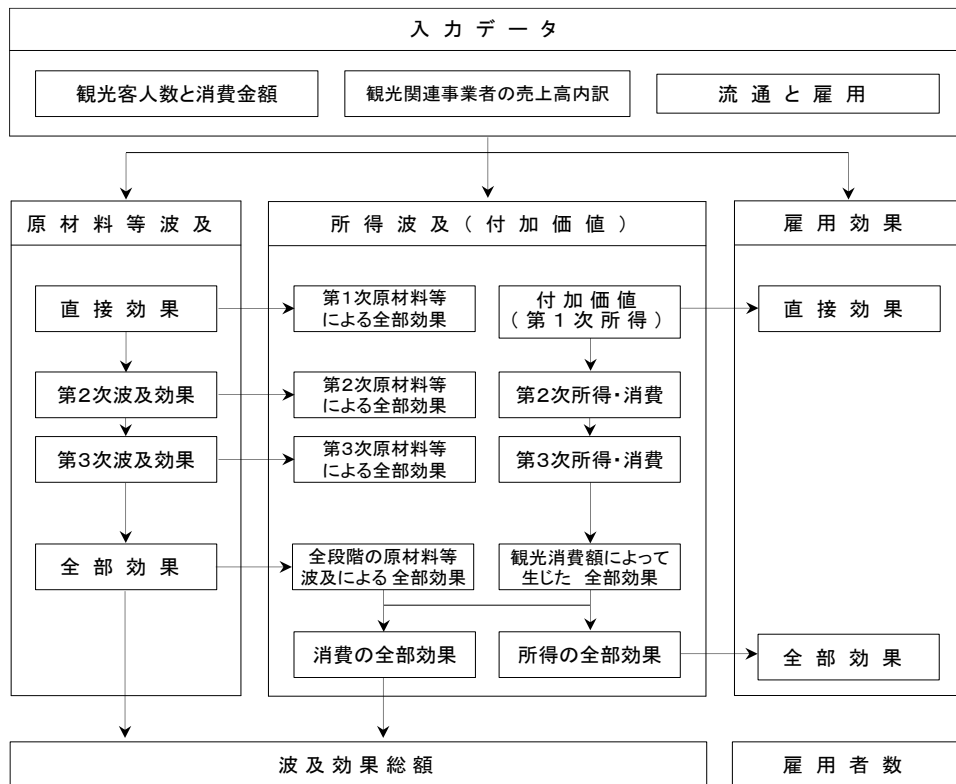 入力データ
観光客人数と消費金額
観光関連事業者の売上高内訳
流通と雇用
原材料等波及
所得波及(付加価値)
雇用効果
直接効果
第1次原材料等
による全部効果
付加価値
(第1次所得)
直接効果
第2次波及効果
第2次原材料等
による全部効果
第2次所得・消費
第3次波及効果
第3次原材料等
による全部効果
第3次所得・消費
全部効果
全段階の原材料等
波及による全部効果
観光消費額によって
生じた 全部効果
消費の全部効果
所得の全部効果
全部効果
波及効果総額
雇用者数